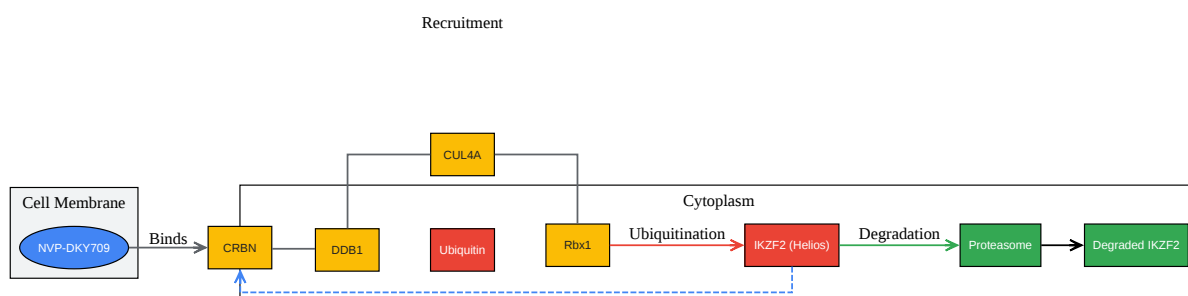 Recruitment
CUL4A
Cell Membrane
Cytoplasm
NVP-DKY709
Binds
CRBN
DDB1
Ubiquitin
Rbx1
Ubiquitination
IKZF2 (Helios)
Degradation
Proteasome
Degraded IKZF2